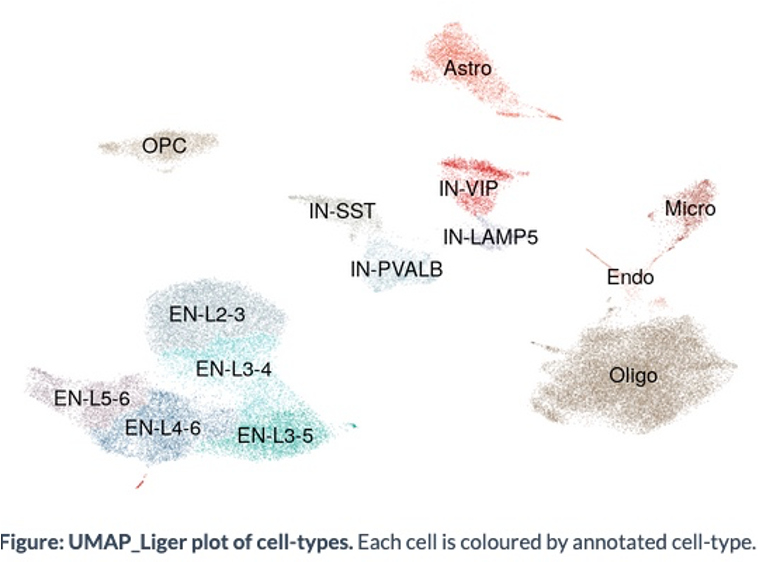 Astro
OPC
IN-VIP
IN-SST
Micro
IN-LAMP5
IN-PVALB
Endo
EN-L2-3
EN-L3-4
Oligo
EN-L5-6
EN-L4-6
EN-L3-5
Figure: UMAP_Liger plot of cell-types. Each cell is coloured by annotated cell-type.